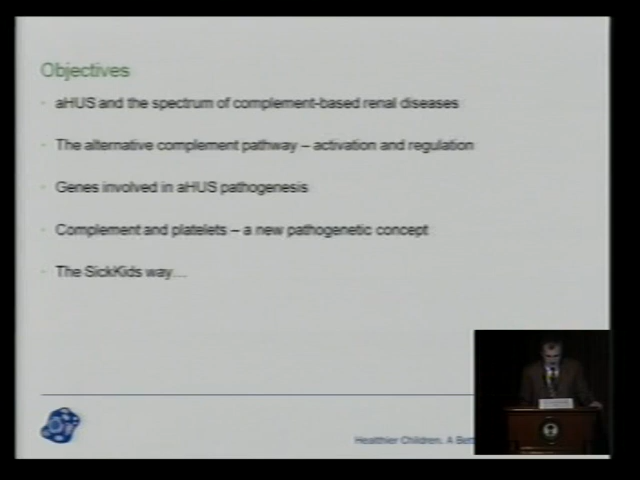 Objectives
aHUS and the spectrum of complement-based renal diseases
The alternative complement pathway – activation and regulation
Genes involved in aHUS pathogenesis
Complement and platelets – a new pathogenetic concept
The SickKids way…
Healthier Children. A